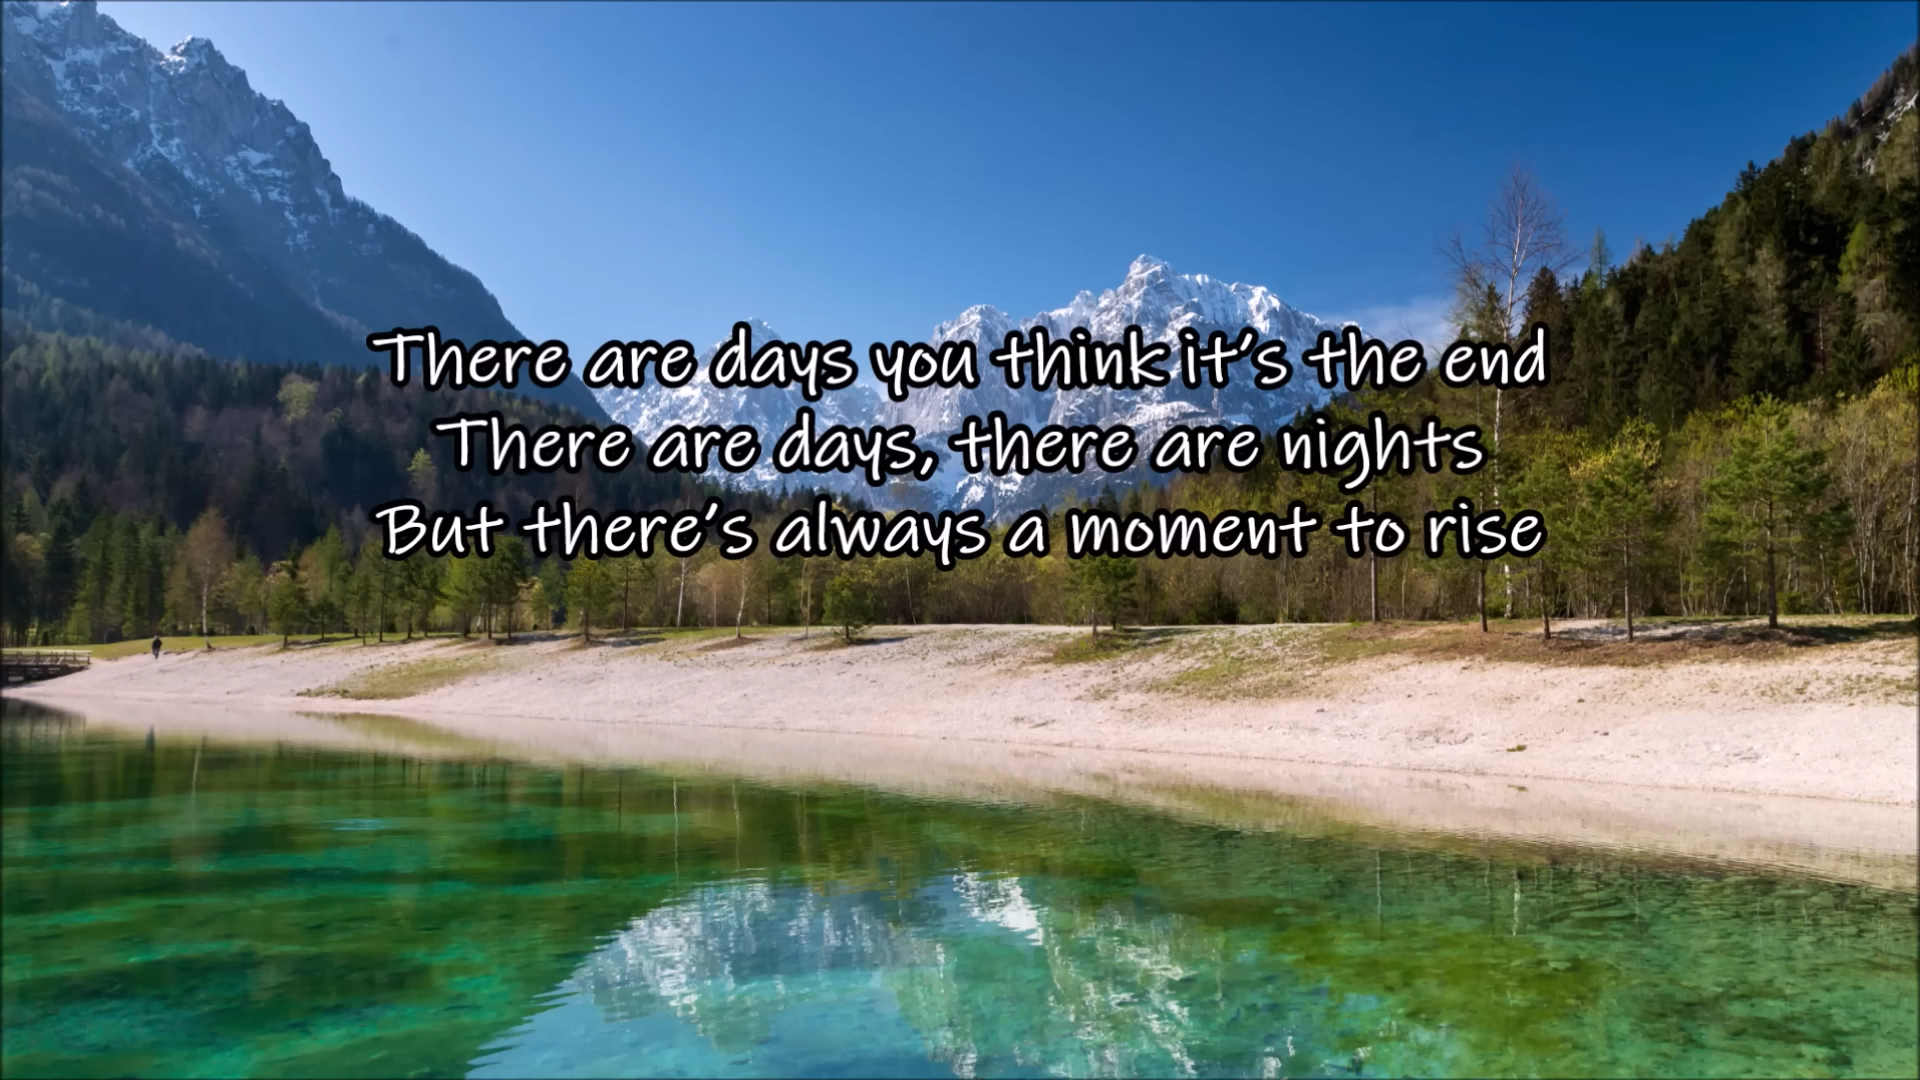 There are days you think it's the end
There are days, there are nights
But there's always a moment to rise